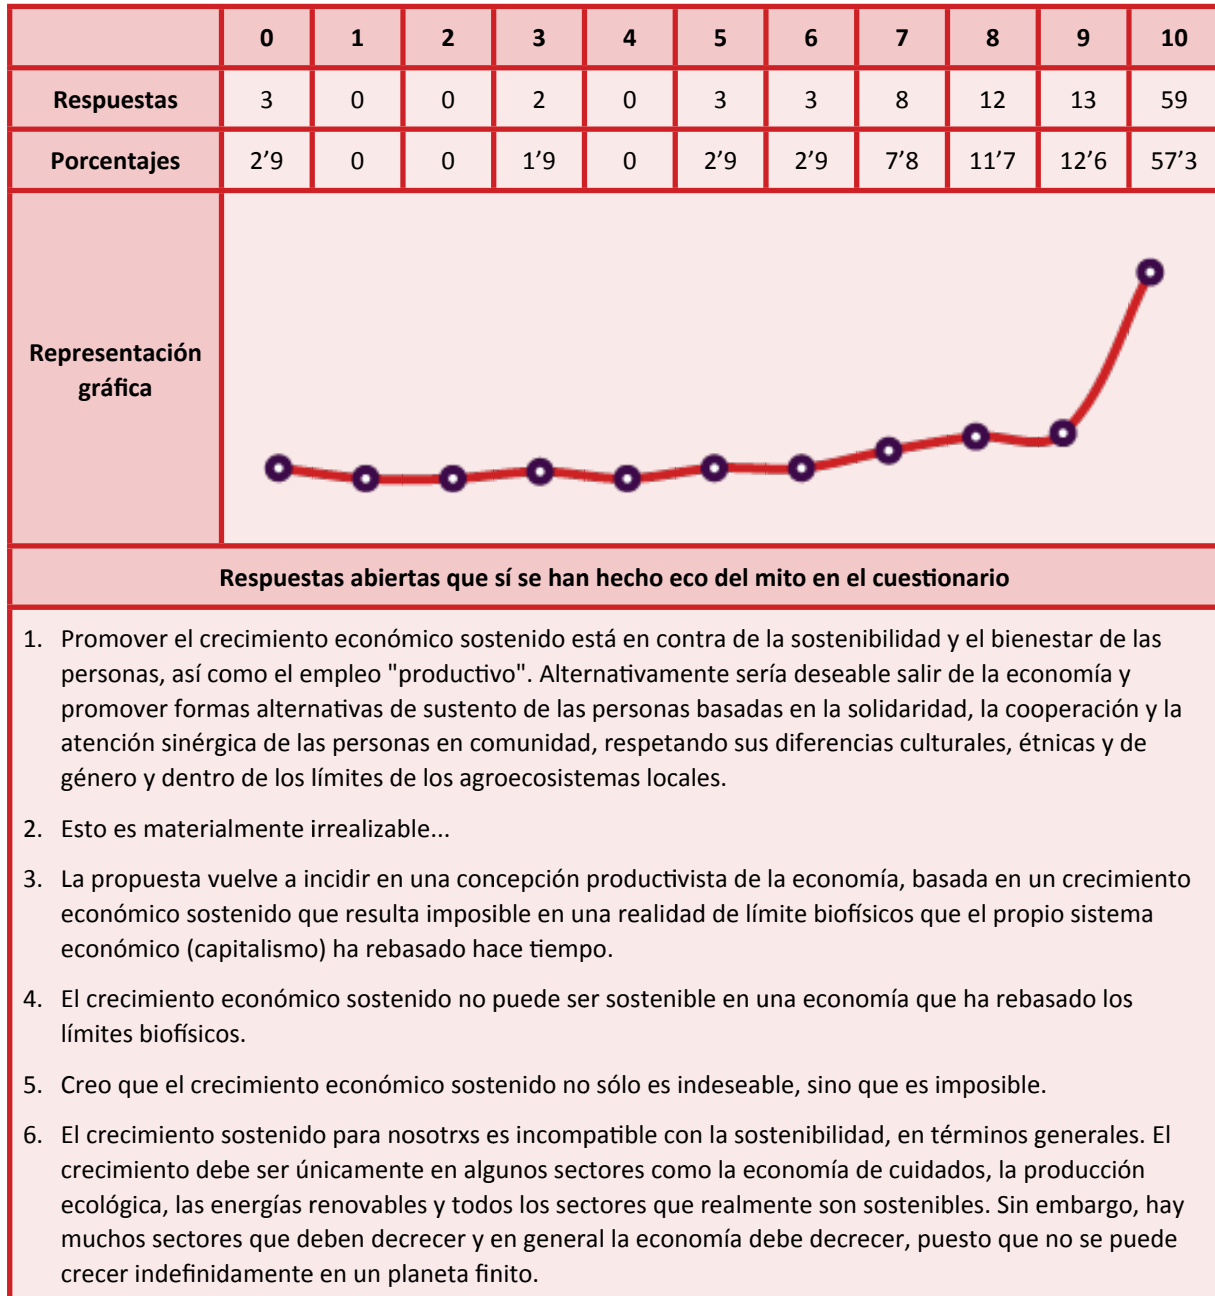 0 1 2 3 4 5 6 7 8 9 10
Respuestas 3 0 0 2 0 3 3 8 12 13 59
Porcentajes 2’9 0 0 1’9 0 2’9 2’9 7’8 11’7 12’6 57’3
Representación
gráfica
Respuestas abiertas que sí se han hecho eco del mito en el cuestionario
1. Promover el crecimiento económico sostenido está en contra de la sostenibilidad y el bienestar de las
personas, así como el empleo "productivo". Alternativamente sería deseable salir de la economía y
promover formas alternativas de sustento de las personas basadas en la solidaridad, la cooperación y la
atención sinérgica de las personas en comunidad, respetando sus diferencias culturales, étnicas y de
género y dentro de los límites de los agroecosistemas locales.
2. Esto es materialmente irrealizable...
3. La propuesta vuelve a incidir en una concepción productivista de la economía, basada en un crecimiento
económico sostenido que resulta imposible en una realidad de límite biofísicos que el propio sistema
económico (capitalismo) ha rebasado hace tiempo.
4. El crecimiento económico sostenido no puede ser sostenible en una economía que ha rebasado los
límites biofísicos.
5. Creo que el crecimiento económico sostenido no sólo es indeseable, sino que es imposible.
6. El crecimiento sostenido para nosotrxs es incompatible con la sostenibilidad, en términos generales. El
crecimiento debe ser únicamente en algunos sectores como la economía de cuidados, la producción
ecológica, las energías renovables y todos los sectores que realmente son sostenibles. Sin embargo, hay
muchos sectores que deben decrecer y en general la economía debe decrecer, puesto que no se puede
crecer indefinidamente en un planeta finito.